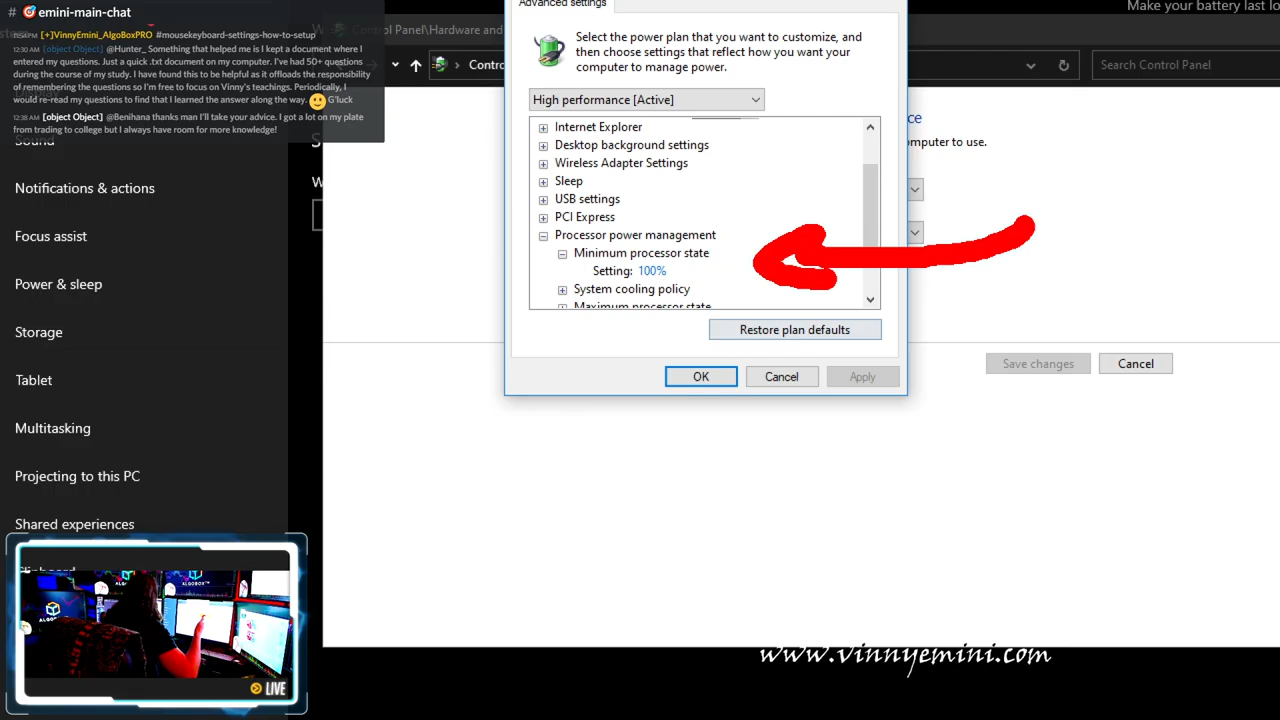 # emini-main-chat
[+]VinnyEmini_AlgoBoxPRO #mousekeyboard-settings-how-to-setup
12:30 AM [object Object] @Hunter_ Something that helped me is I kept a document where I
entered my questions. Just a quick .txt document on my computer. I've had 50+ questions
during the course of my study. I have found this to be helpful as it offloads the responsibility
of remembering the questions so I'm free to focus on Vinny's teachings. Periodically, I
would re-read my questions to find that I learned the answer along the way. 🙂 G'luck
12:38 AM [object Object] @Benihana thanks man I'll take your advice. I got a lot on my plate
from trading to college but I always have room for more knowledge!
Sound
Notifications & actions
Focus assist
Power & sleep
Storage
Tablet
Multitasking
Projecting to this PC
Shared experiences
Clipboard
ALGOBOX
ALGOBOX
LIVE
Make your battery last lo
Control Panel\Hardware and
Contro
Search Control Panel
Advanced settings
Select the power plan that you want to customize, and
then choose settings that reflect how you want your
computer to manage power.
High performance [Active]
Internet Explorer
Desktop background settings
Wireless Adapter Settings
Sleep
USB settings
PCI Express
Processor power management
Minimum processor state
Setting: 100%
System cooling policy
Maximum processor state
Restore plan defaults
OK
Cancel
Apply
ce
mputer to use.
Save changes
Cancel
www.vinnyemini.com